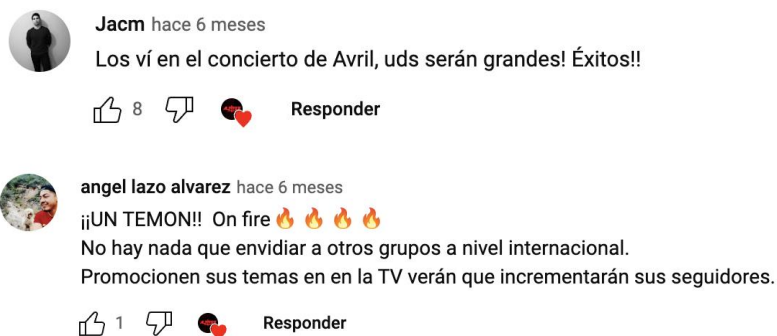 Jacm hace 6 meses
Los ví en el concierto de Avril, uds serán grandes! Éxitos!!
8 Responder
angel lazo alvarez hace 6 meses
¡¡UN TEMON!! On fire🔥 🔥 🔥 🔥
No hay nada que envidiar a otros grupos a nivel internacional.
Promocionen sus temas en en la TV verán que incrementarán sus seguidores.
1 Responder